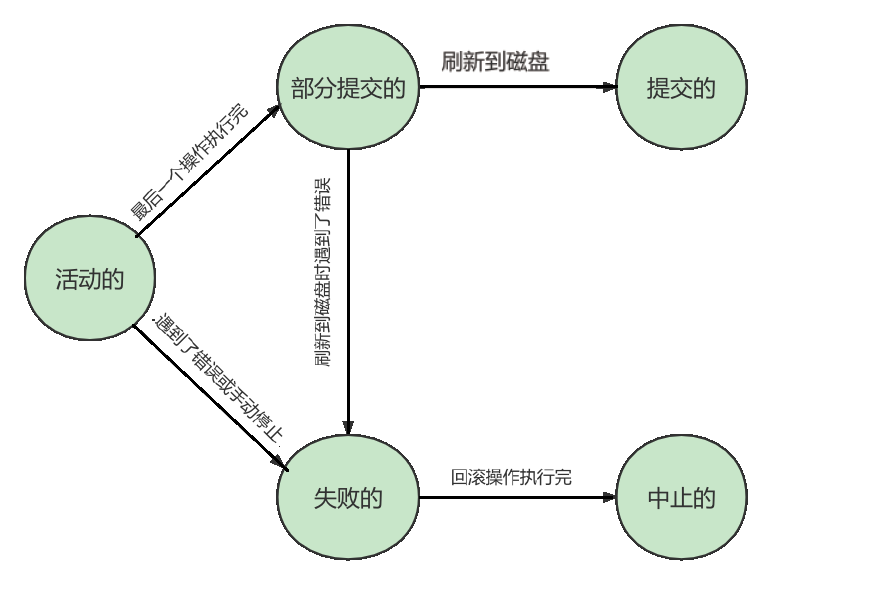 部分提交的
刷新到磁盘
提交的
最后一个操作执行完
刷新到磁盘时遇到了错误
活动的
遇到了错误或手动停止
失败的
回滚操作执行完
中止的